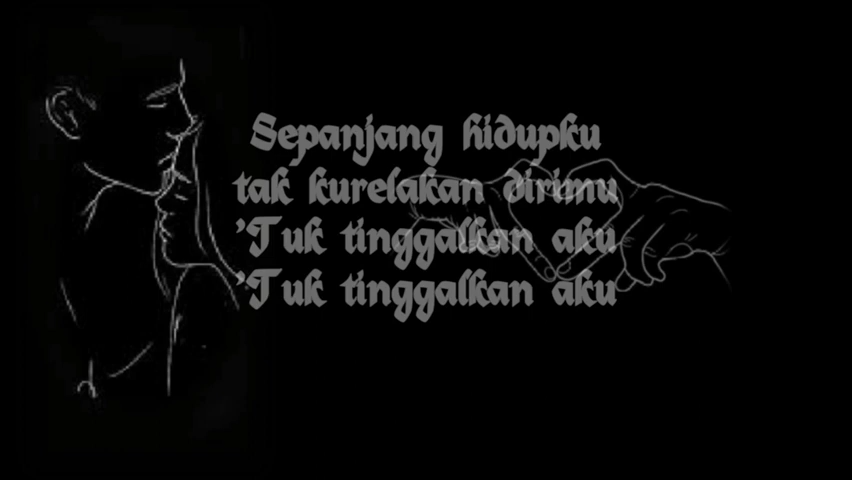 Sepanjang hidupku
tak kurelakan dirimu
'Tuk tinggalkan aku
'Tuk tinggalkan aku